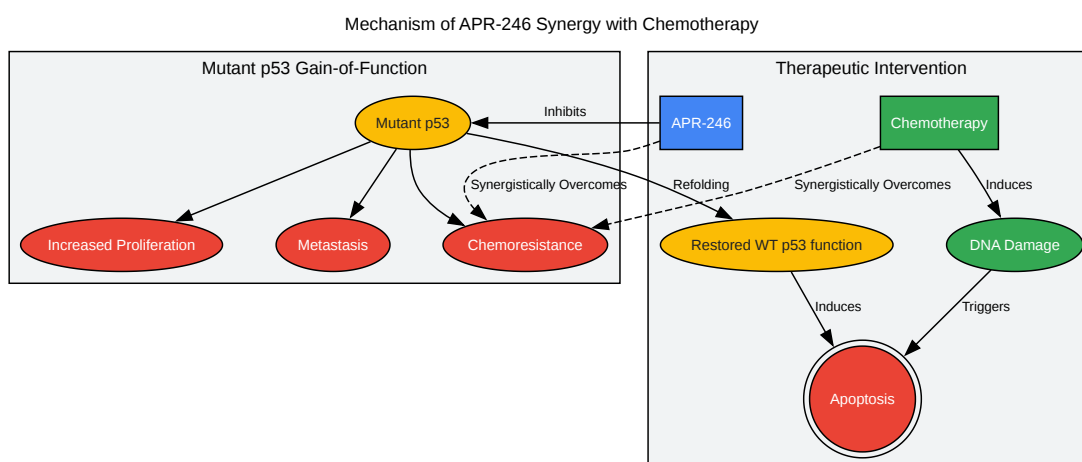 Mechanism of APR-246 Synergy with Chemotherapy
Mutant p53 Gain-of-Function
Therapeutic Intervention
Mutant p53
Inhibits
APR-246
Chemotherapy
Synergistically Overcomes
Refolding
Synergistically Overcomes
Induces
Increased Proliferation
Metastasis
Chemoresistance
Restored WT p53 function
DNA Damage
Induces
Triggers
Apoptosis